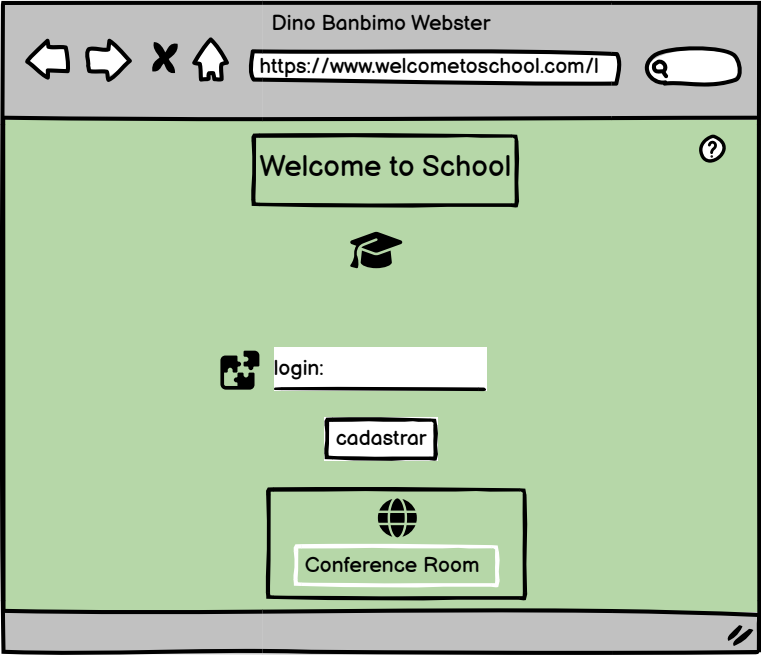 Dino Banbimo Webster
https://www.welcometoschool.com/l
Welcome to School
?
login:
cadastrar
Conference Room